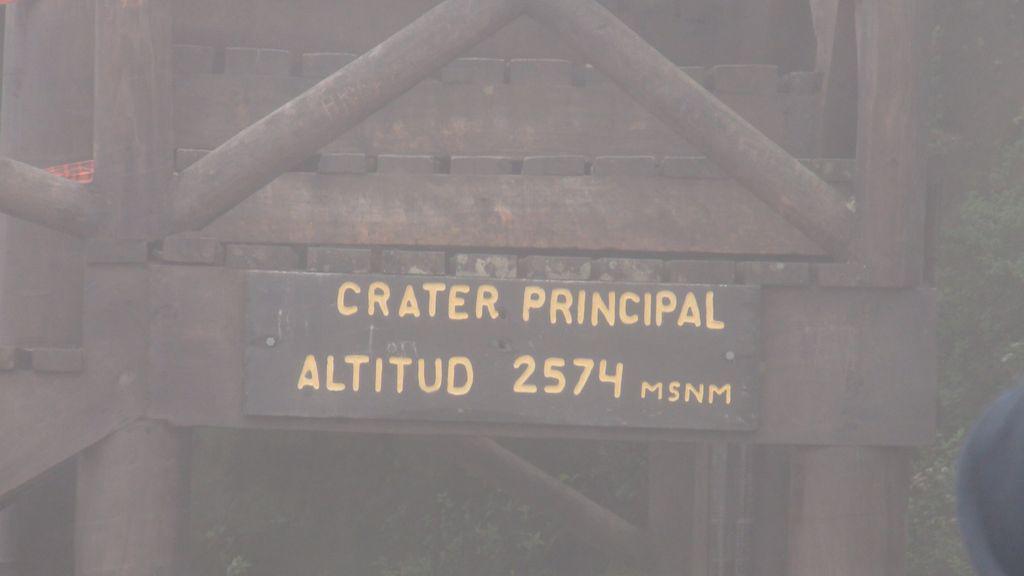 CRATER PRINCIPAL
ALTITUD 2574 MSNM